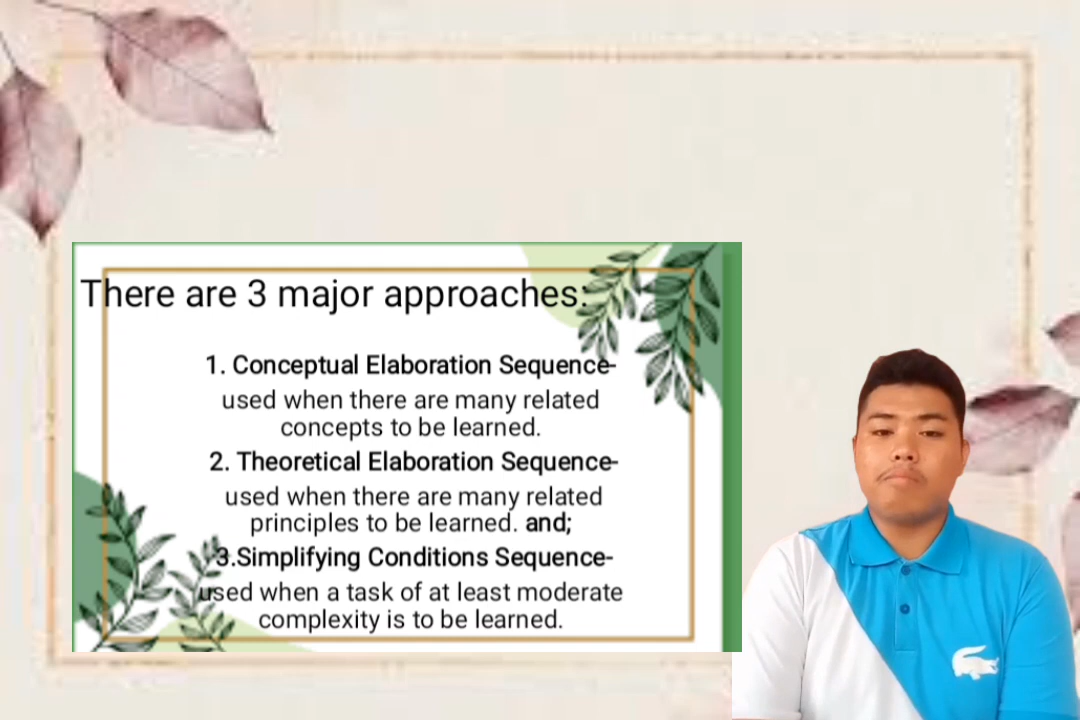 There are 3 major approaches:
1. Conceptual Elaboration Sequence-
used when there are many related
concepts to be learned.
2. Theoretical Elaboration Sequence-
used when there are many related
principles to be learned. and;
3.Simplifying Conditions Sequence-
used when a task of at least moderate
complexity is to be learned.